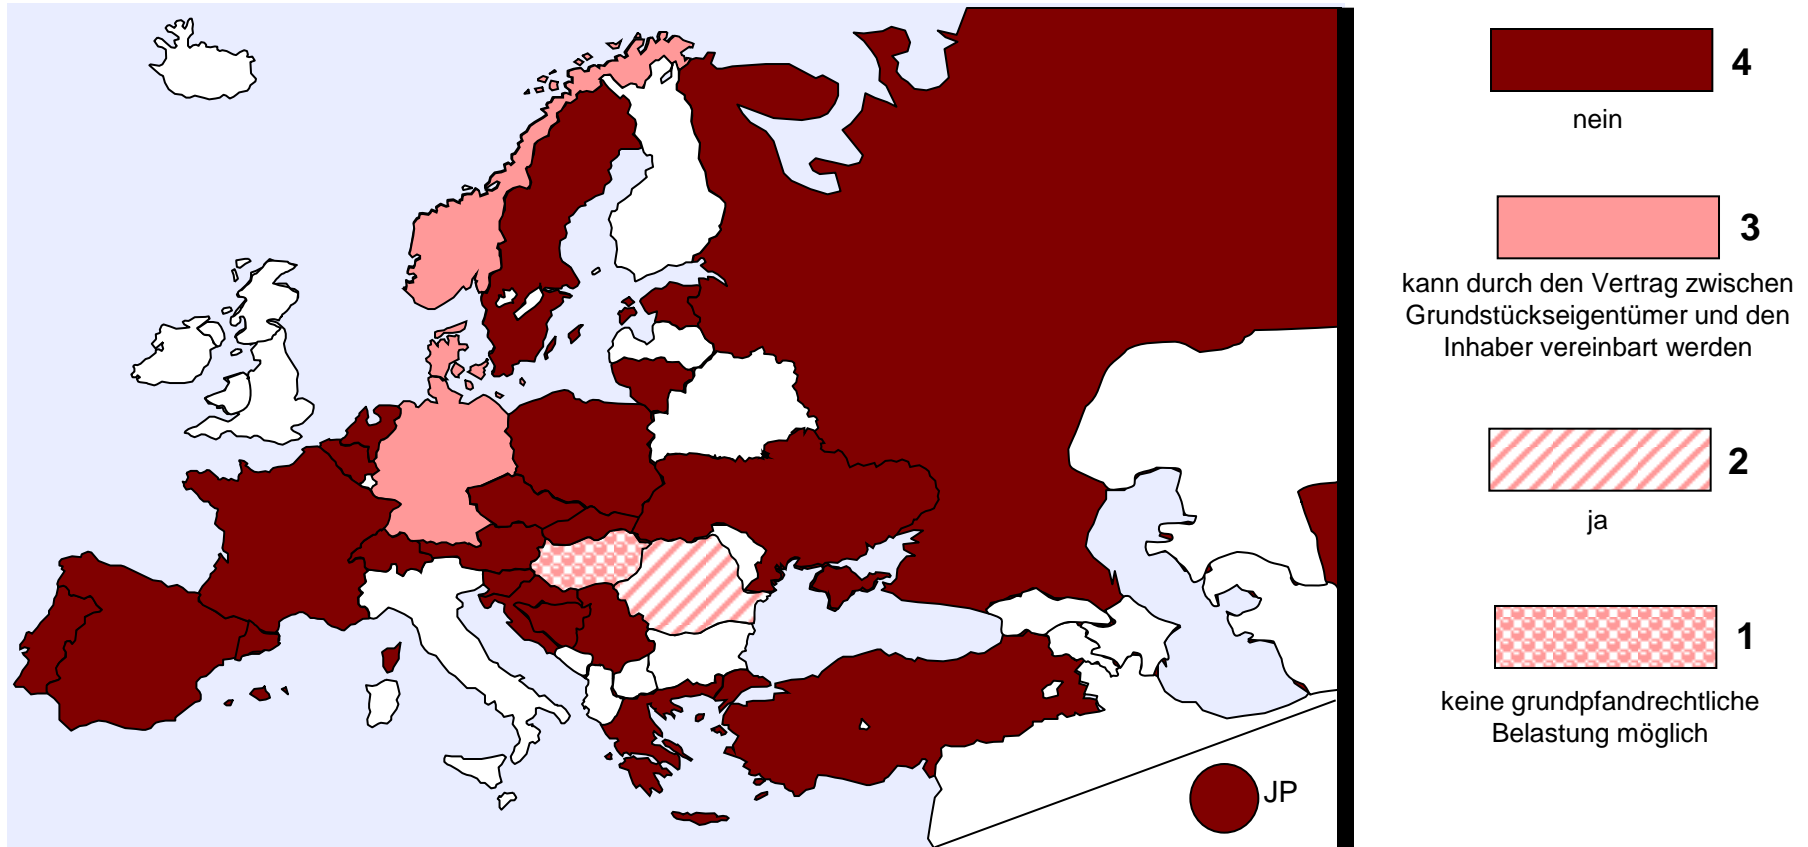 4
nein
3
kann durch den Vertrag zwischen
Grundstückseigentümer und den
Inhaber vereinbart werden
2
ja
1
keine grundpfandrechtliche
Belastung möglich
JP